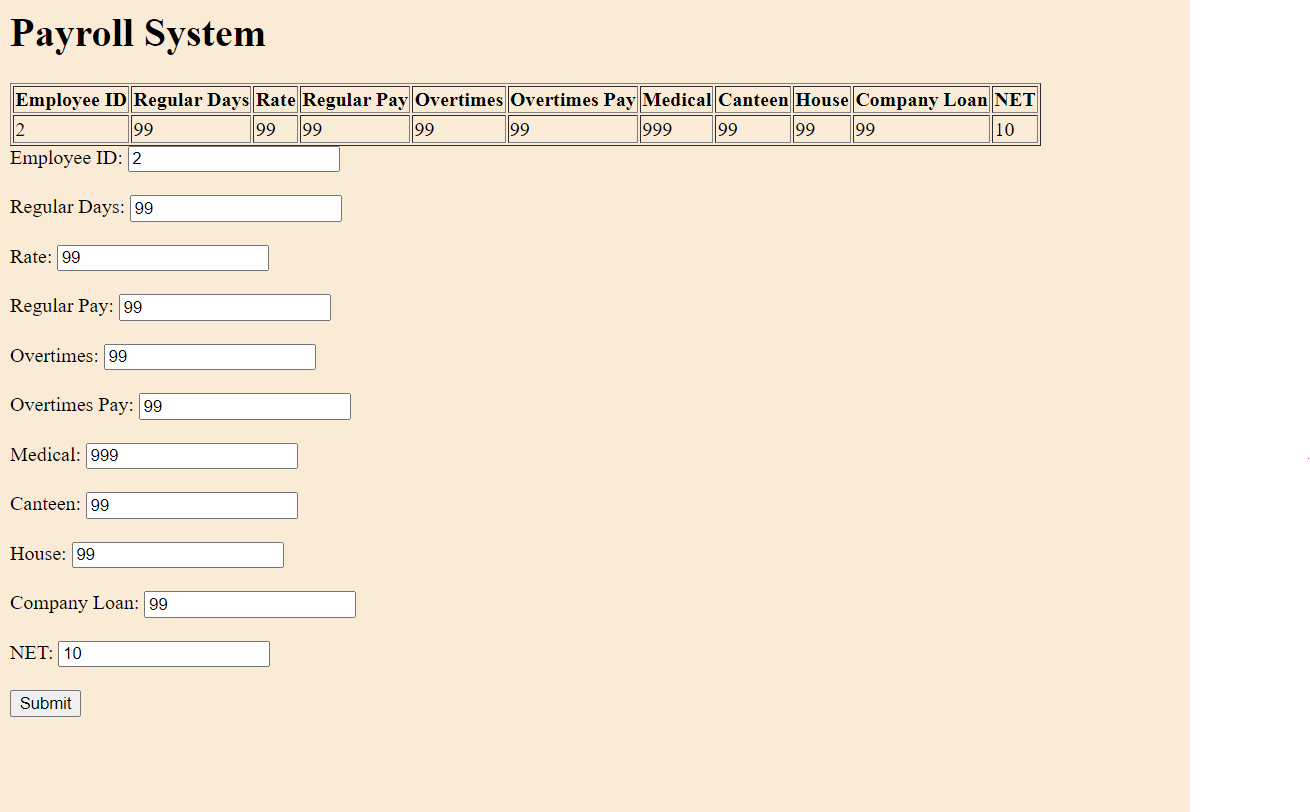 Payroll System
Employee ID Regular Days Rate Regular Pay Overtimes Overtimes Pay Medical Canteen House Company Loan NET
2 99 99 99 99 99 999 99 99 99 10
Employee ID: 2
Regular Days: 99
Rate: 99
Regular Pay: 99
Overtimes: 99
Overtimes Pay: 99
Medical: 999
Canteen: 99
House: 99
Company Loan: 99
NET: 10
Submit